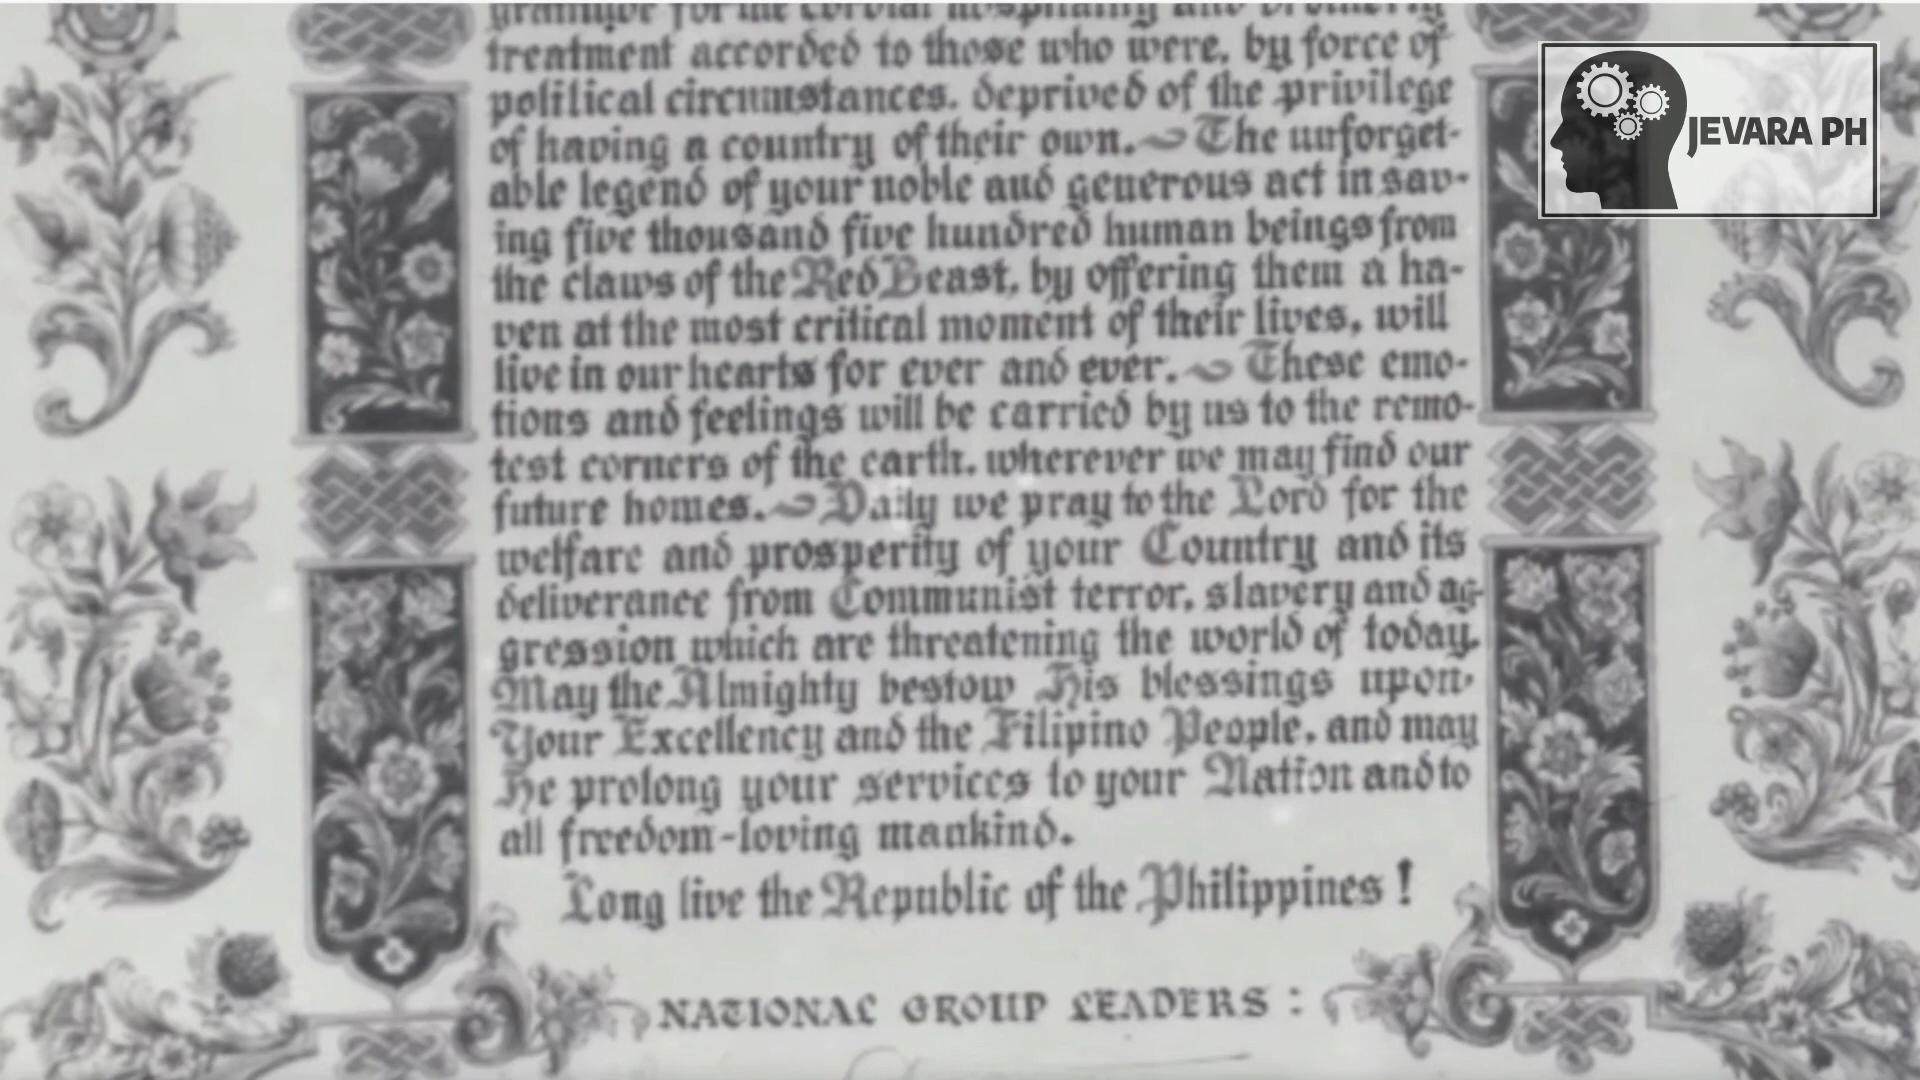 gratitude for the cordial hospitality and brotherly
treatment accorded to those who were, by force of
political circumstances, deprived of the privilege
of having a country of their own. The unforget-
able legend of your noble and generous act in sav-
ing five thousand five hundred human beings from
the claws of the Red Beast, by offering them a ha-
ven at the most critical moment of their lives, will
live in our hearts for ever and ever. These emo-
tions and feelings will be carried by us to the remo-
test corners of the earth, wherever we may find our
future homes. Daily we pray to the Lord for the
welfare and prosperity of your Country and its
deliverance from Communist terror, slavery and ag-
gression which are threatening the world of today.
May the Almighty bestow His blessings upon
Your Excellency and the Filipino People, and may
He prolong your services to your Nation and to
all freedom-loving mankind.
Long live the Republic of the Philippines !
NATIONAL GROUP LEADERS :
JEVARA PH